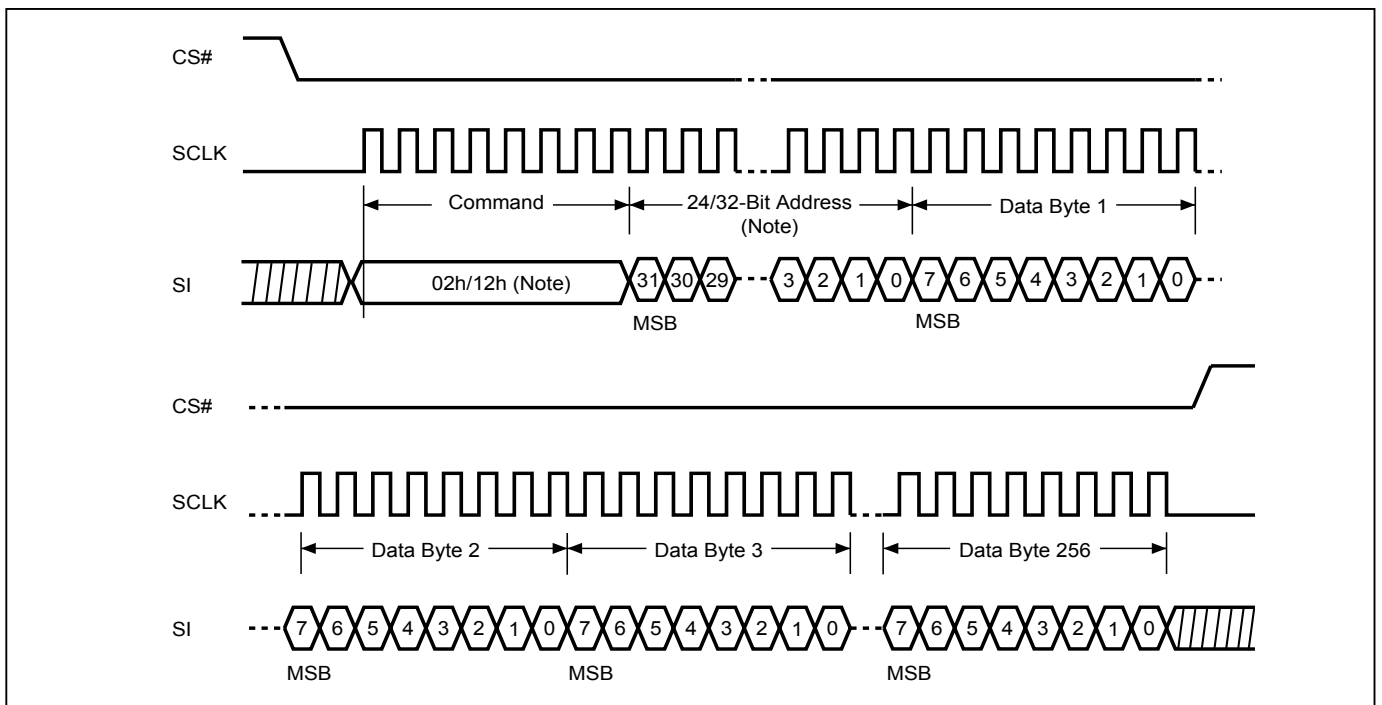 CS#
SCLK
Command
24/32-Bit Address
(Note)
Data Byte 1
SI
02h/12h (Note)
31 30 29 3 2 1 0 7 6 5 4 3 2 1 0
MSB MSB
CS#
SCLK
Data Byte 2
Data Byte 3
Data Byte 256
SI
7 6 5 4 3 2 1 0 7 6 5 4 3 2 1 0 7 6 5 4 3 2 1 0
MSB MSB MSB